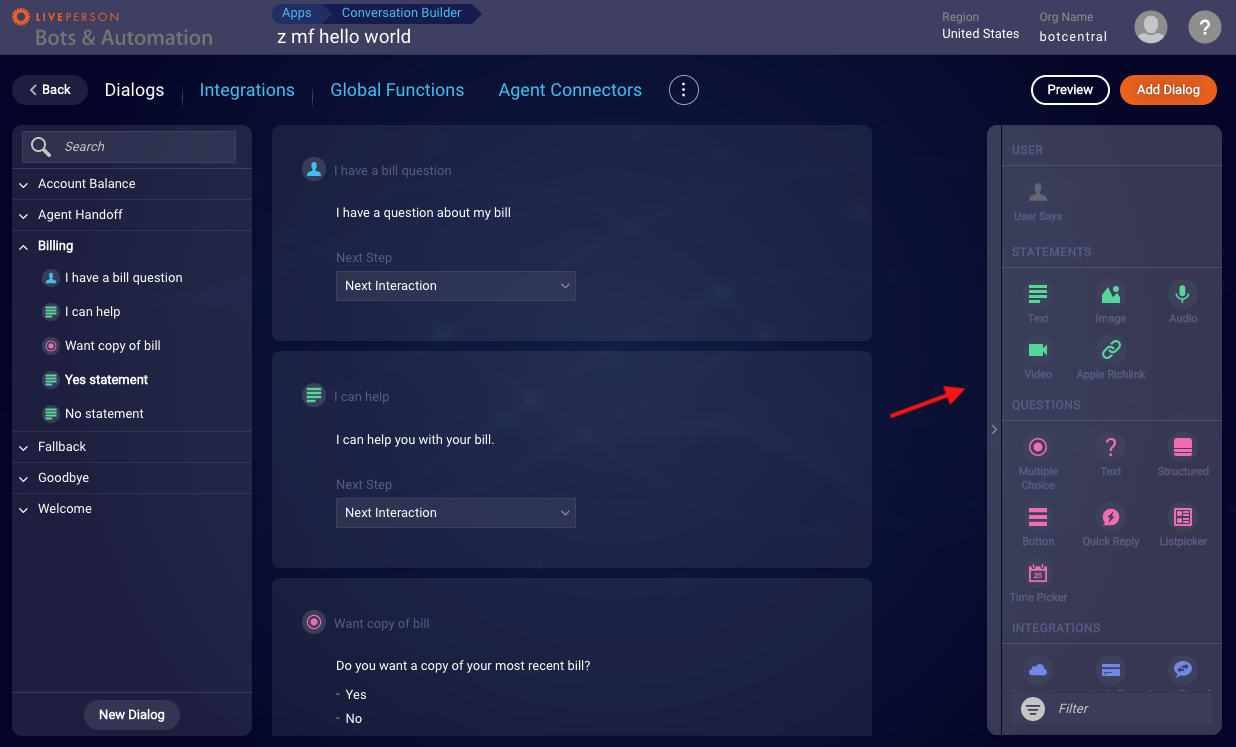 LIVEPERSON
Bots & Automation
Apps
Conversation Builder
z mf hello world
Region
United States
Org Name
botcentral
?
Back
Dialogs
Integrations
Global Functions
Agent Connectors
Preview
Add Dialog
Search
Account Balance
Agent Handoff
Billing
I have a bill question
I can help
Want copy of bill
Yes statement
No statement
Fallback
Goodbye
Welcome
New Dialog
I have a bill question
I have a question about my bill
Next Step
Next Interaction
I can help
I can help you with your bill.
Next Step
Next Interaction
Want copy of bill
Do you want a copy of your most recent bill?
- Yes
- No
USER
User Says
STATEMENTS
Text
Image
Audio
Video
Apple Richlink
QUESTIONS
Multiple
Choice
?
Text
Structured
Button
Quick Reply
Listpicker
25
Time Picker
INTEGRATIONS
Filter